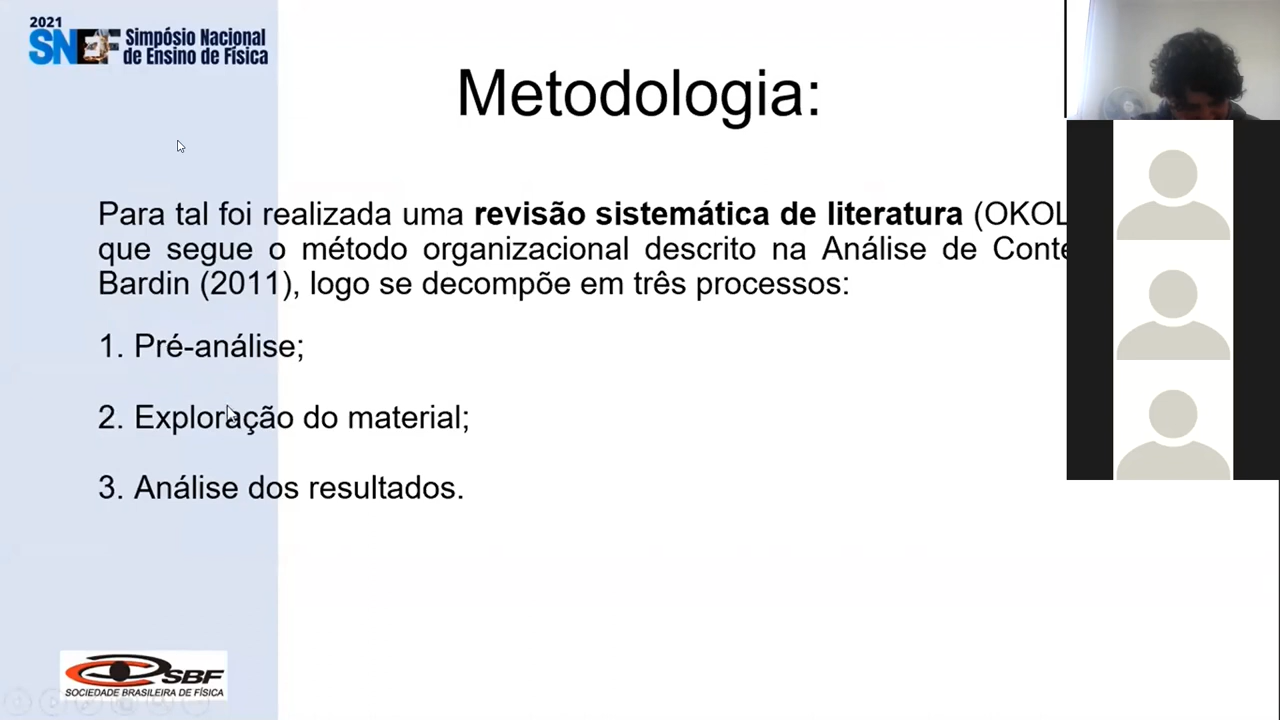 2021
SNEF Simpósio Nacional
de Ensino de Física
Metodologia:
Para tal foi realizada uma revisão sistemática de literatura
que segue o método organizacional descrito na Análise de
Bardin (2011), logo se decompõe em três processos:
1. Pré-análise;
2. Exploração do material;
3. Análise dos resultados.
SBF
SOCIEDADE BRASILEIRA DE FÍSICA